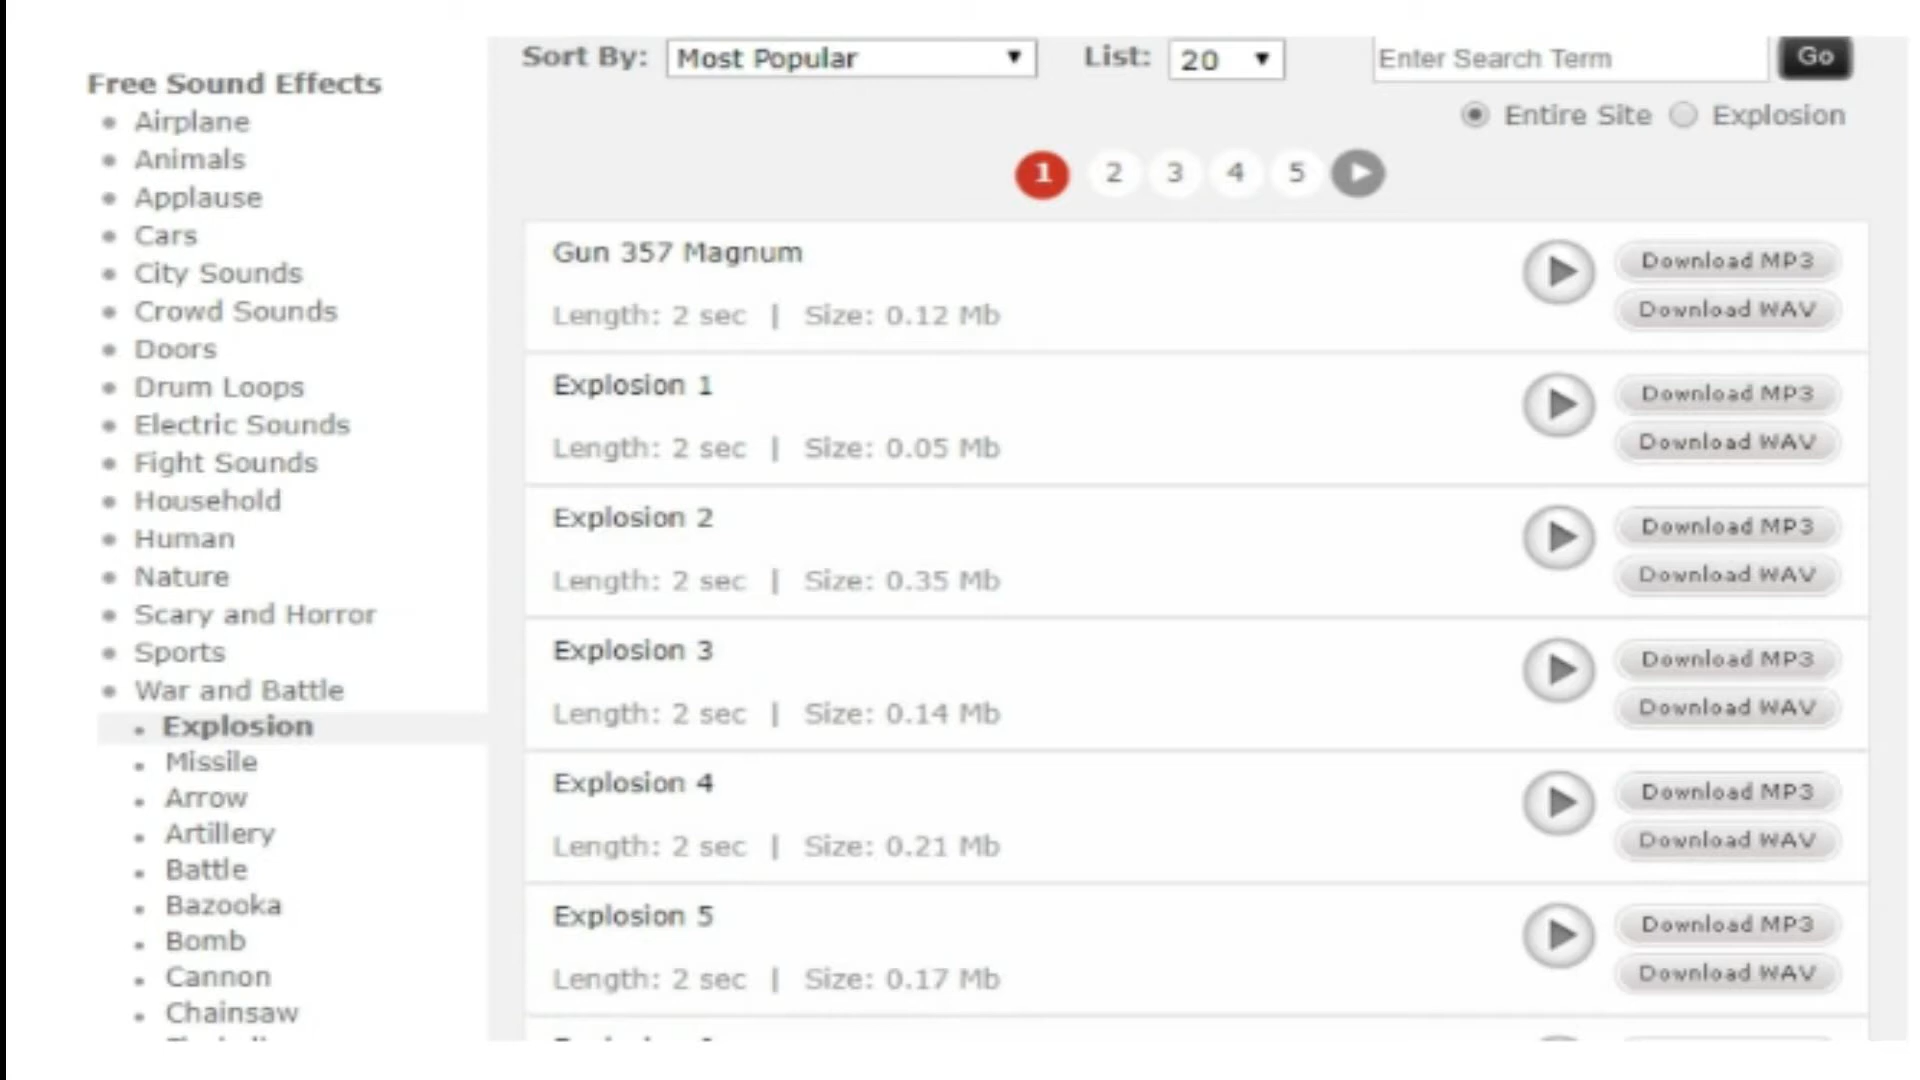 Free Sound Effects
Airplane
Animals
Applause
Cars
City Sounds
Crowd Sounds
Doors
Drum Loops
Electric Sounds
Fight Sounds
Household
Human
Nature
Scary and Horror
Sports
War and Battle
Explosion
Missile
Arrow
Artillery
Battle
Bazooka
Bomb
Cannon
Chainsaw
Sort By: Most Popular List: 20 Enter Search Term Go
Entire Site Explosion
1 2 3 4 5
Gun 357 Magnum
Download MP3
Length: 2 sec | Size: 0.12 Mb
Download WAV
Explosion 1
Download MP3
Length: 2 sec | Size: 0.05 Mb
Download WAV
Explosion 2
Download MP3
Length: 2 sec | Size: 0.35 Mb
Download WAV
Explosion 3
Download MP3
Length: 2 sec | Size: 0.14 Mb
Download WAV
Explosion 4
Download MP3
Length: 2 sec | Size: 0.21 Mb
Download WAV
Explosion 5
Download MP3
Length: 2 sec | Size: 0.17 Mb
Download WAV